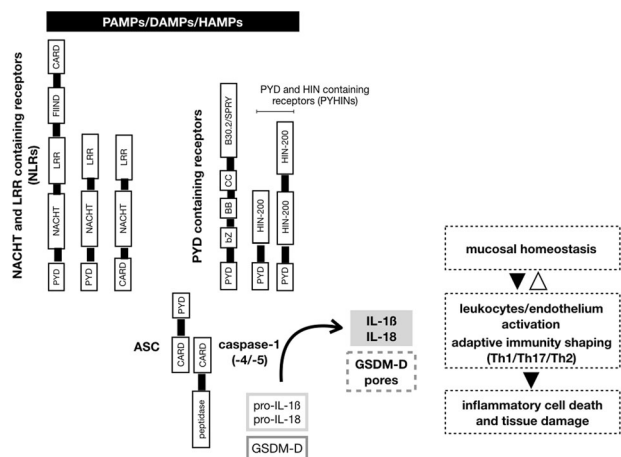 PAMPs/DAMPs/HAMPs
NACHT and LRR containing receptors
(NLRs)
CARD
FIIND
LRR
NACHT
PYD
LRR
NACHT
PYD
LRR
NACHT
CARD
PYD containing receptors
B30.2/SPRY
CC
BB
bZ
PYD
PYD and HIN containing
receptors (PYHINs)
HIN-200
PYD
HIN-200
HIN-200
PYD
ASC
PYD
CARD
CARD
peptidase
caspase-1
(-4/-5)
pro-IL-1ß
pro-IL-18
GSDM-D
IL-1ß
IL-18
GSDM-D
pores
mucosal homeostasis
leukocytes/endothelium
activation
adaptive immunity shaping
(Th1/Th17/Th2)
inflammatory cell death
and tissue damage